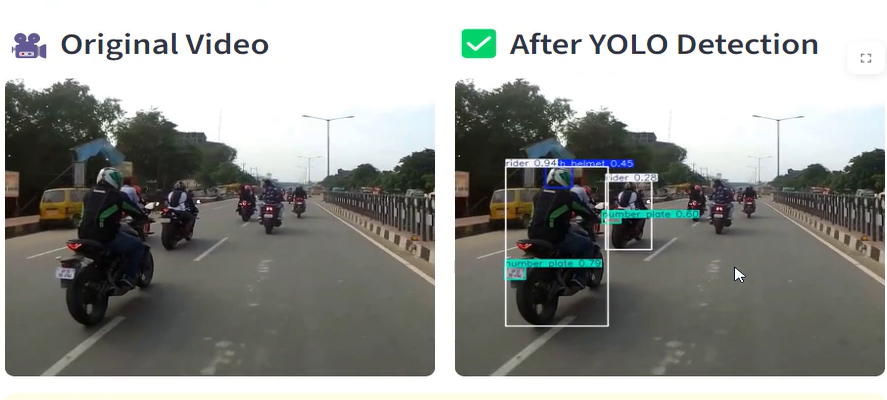 Original Video
After YOLO Detection
rider 0.94
h helmet 0.45
rider 0.28
number_plate 0.60
number_plate 0.79